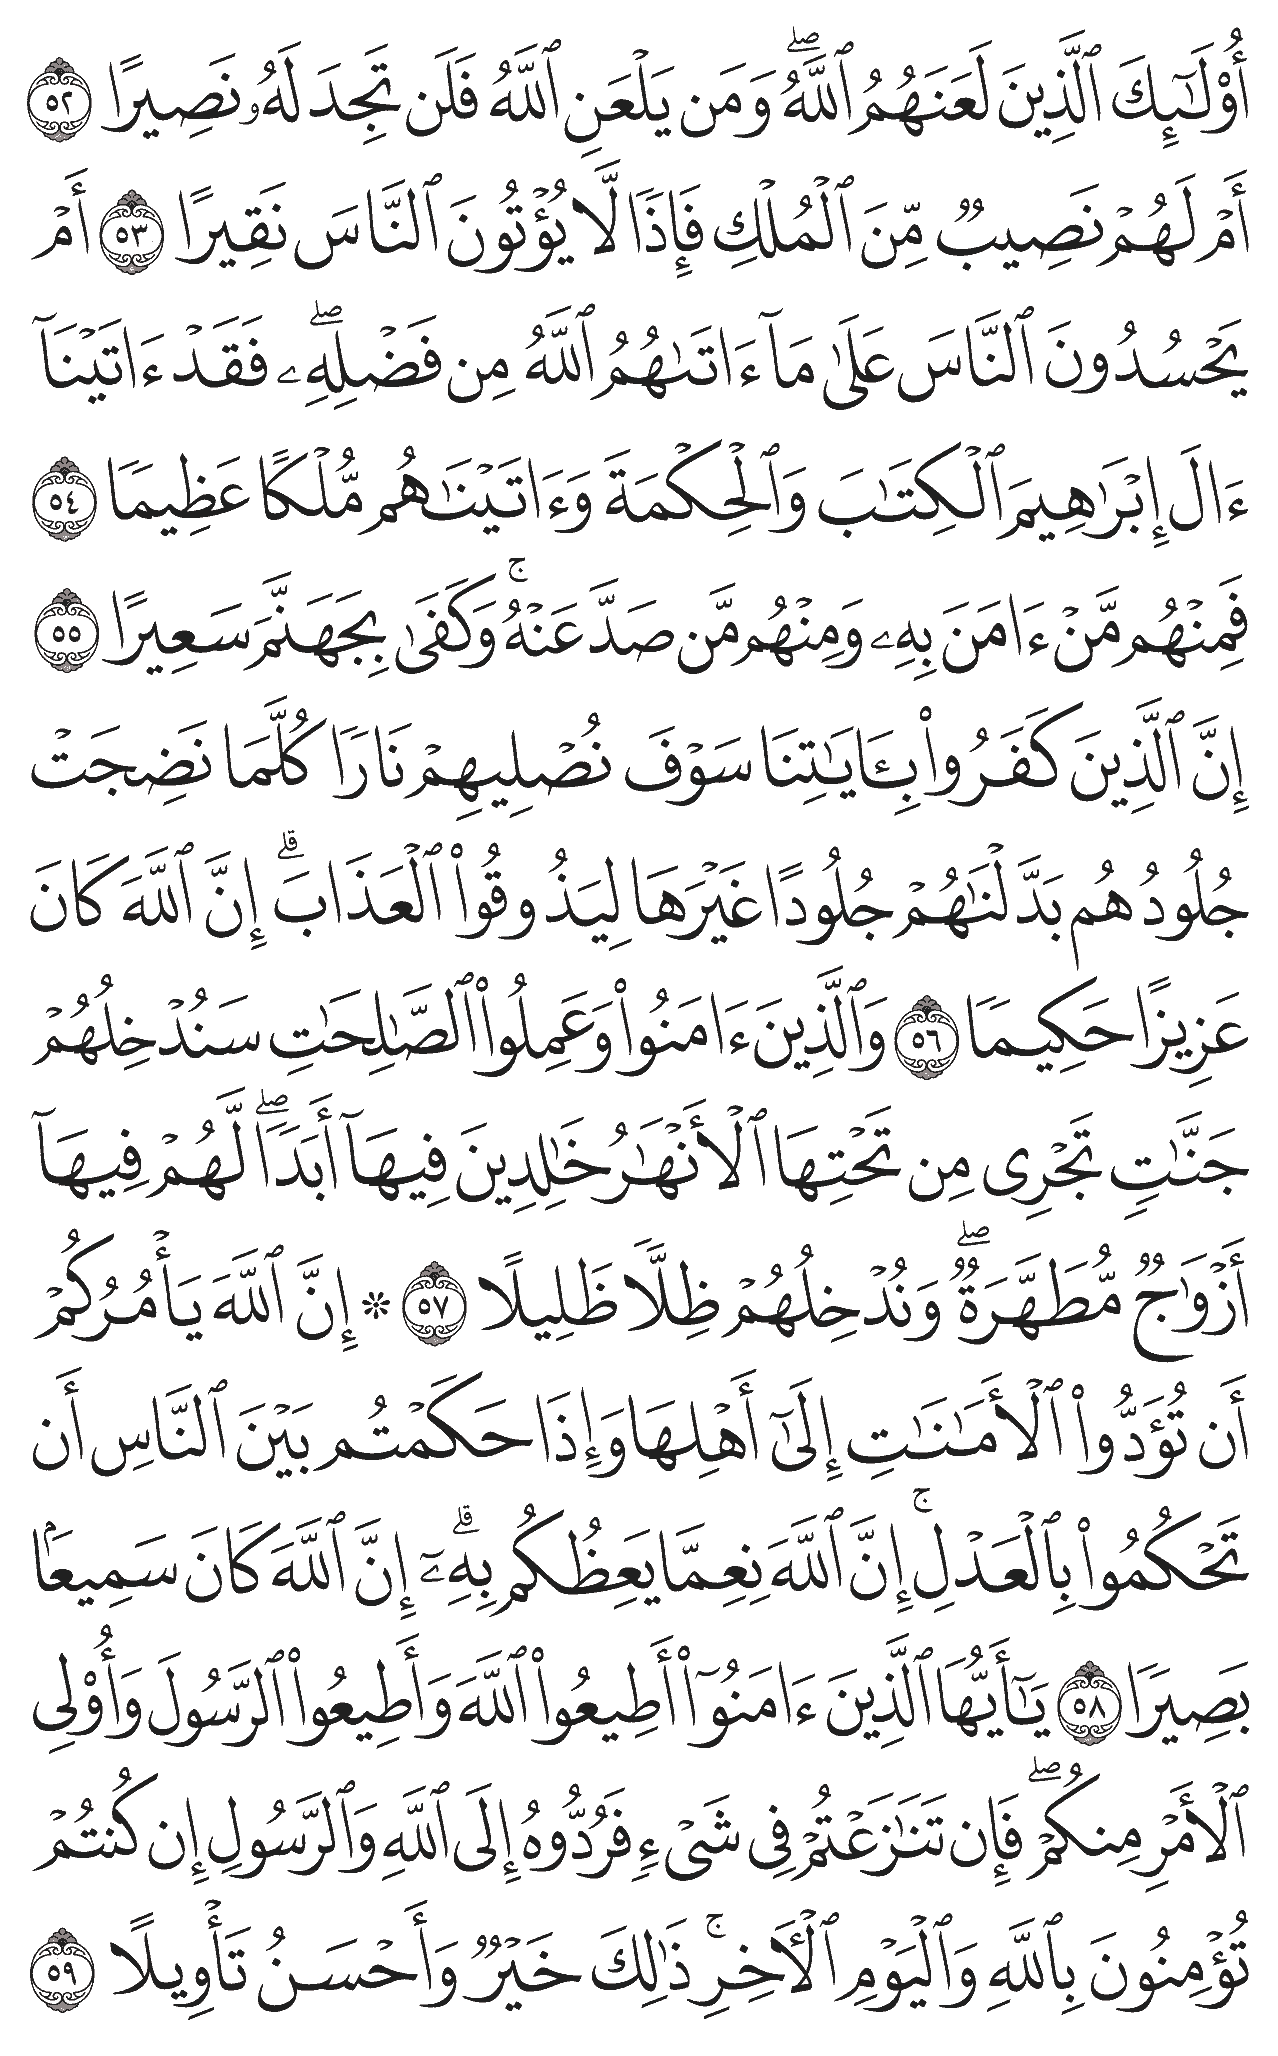 أُو۟لَـٰٓئِكَ ٱلَّذِينَ لَعَنَهُمُ ٱللَّهُۖ وَمَن يَلْعَنِ ٱللَّهُ فَلَن تَجِدَ لَهُۥ نَصِيرًا ٥٢
أَمْ لَهُمْ نَصِيبٌ مِّنَ ٱلْمُلْكِ فَإِذًا لَّا يُؤْتُونَ ٱلنَّاسَ نَقِيرًا ٥٣ أَمْ
يَحْسُدُونَ ٱلنَّاسَ عَلَىٰ مَآ ءَاتَىٰهُمُ ٱللَّهُ مِن فَضْلِهِۦۖ فَقَدْ ءَاتَيْنَآ
ءَالَ إِبْرَٰهِيمَ ٱلْكِتَـٰبَ وَٱلْحِكْمَةَ وَءَاتَيْنَـٰهُم مُّلْكًا عَظِيمًا ٥٤
فَمِنْهُم مَّنْ ءَامَنَ بِهِۦ وَمِنْهُم مَّن صَدَّ عَنْهُۚ وَكَفَىٰ بِجَهَنَّمَ سَعِيرًا ٥٥
إِنَّ ٱلَّذِينَ كَفَرُوا۟ بِـَٔايَـٰتِنَا سَوْفَ نُصْلِيهِمْ نَارًا كُلَّمَا نَضِجَتْ
جُلُودُهُم بَدَّلْنَـٰهُمْ جُلُودًا غَيْرَهَا لِيَذُوقُوا۟ ٱلْعَذَابَۗ إِنَّ ٱللَّهَ كَانَ
عَزِيزًا حَكِيمًا ٥٦ وَٱلَّذِينَ ءَامَنُوا۟ وَعَمِلُوا۟ ٱلصَّـٰلِحَـٰتِ سَنُدْخِلُهُمْ
جَنَّـٰتٍ تَجْرِى مِن تَحْتِهَا ٱلْأَنْهَـٰرُ خَـٰلِدِينَ فِيهَآ أَبَدًاۖ لَّهُمْ فِيهَآ
أَزْوَٰجٌ مُّطَهَّرَةٌۖ وَنُدْخِلُهُمْ ظِلًّا ظَلِيلًا ٥٧ ۞ إِنَّ ٱللَّهَ يَأْمُرُكُمْ
أَن تُؤَدُّوا۟ ٱلْأَمَـٰنَـٰتِ إِلَىٰٓ أَهْلِهَا وَإِذَا حَكَمْتُم بَيْنَ ٱلنَّاسِ أَن
تَحْكُمُوا۟ بِٱلْعَدْلِۚ إِنَّ ٱللَّهَ نِعِمَّا يَعِظُكُم بِهِۦٓۗ إِنَّ ٱللَّهَ كَانَ سَمِيعًۢا
بَصِيرًا ٥٨ يَـٰٓأَيُّهَا ٱلَّذِينَ ءَامَنُوٓا۟ أَطِيعُوا۟ ٱللَّهَ وَأَطِيعُوا۟ ٱلرَّسُولَ وَأُو۟لِى
ٱلْأَمْرِ مِنكُمْۖ فَإِن تَنَـٰزَعْتُمْ فِى شَىْءٍ فَرُدُّوهُ إِلَى ٱللَّهِ وَٱلرَّسُولِ إِن كُنتُمْ
تُؤْمِنُونَ بِٱللَّهِ وَٱلْيَوْمِ ٱلْـَٔاخِرِۚ ذَٰلِكَ خَيْرٌ وَأَحْسَنُ تَأْوِيلًا ٥٩